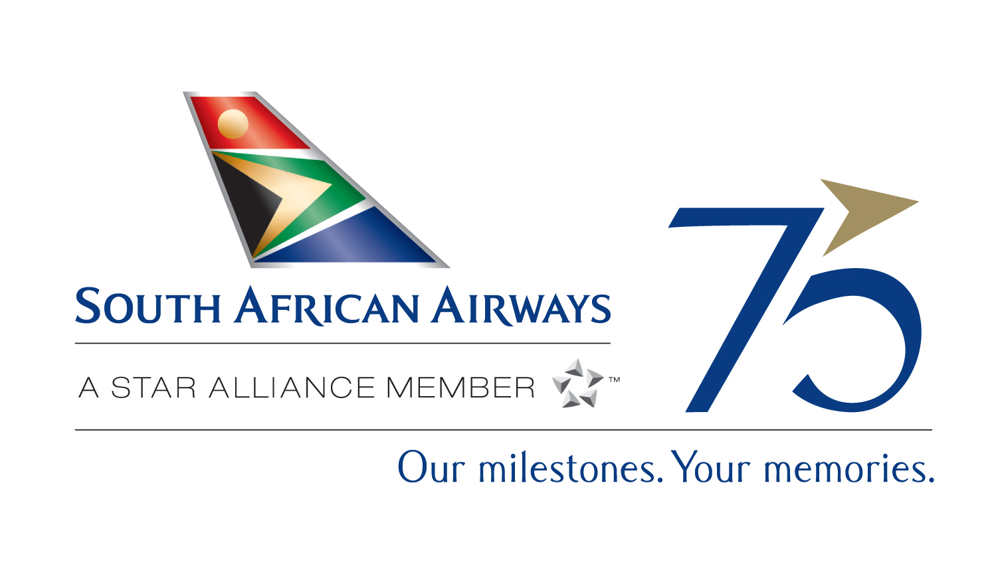 SOUTH AFRICAN AIRWAYS
A STAR ALLIANCE MEMBER ™
75
Our milestones. Your memories.